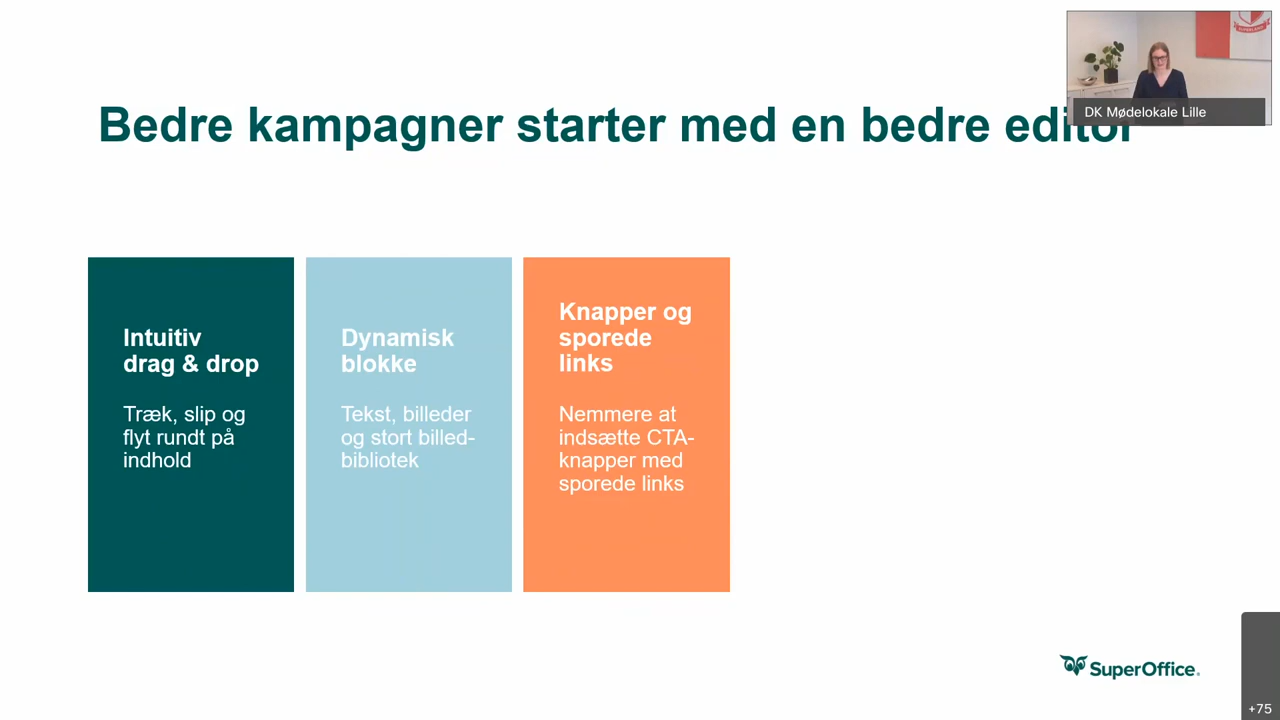 Bedre kampagner starter med en bedre editor
DK Mødelokale Lille
Intuitiv
drag & drop
Træk, slip og
flyt rundt på
indhold
Dynamisk
blokke
Tekst, billeder
og stort billed-
bibliotek
Knapper og
sporede
links
Nemmere at
indsætte CTA-
knapper med
sporede links
SuperOffice.
+75